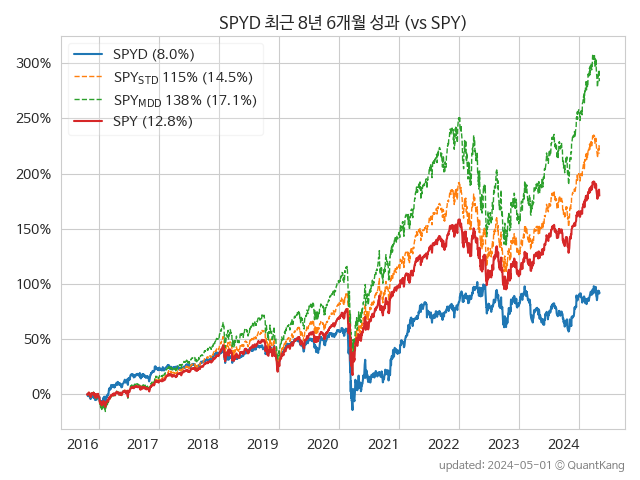 SPYD 최근 8년 6개월 성과 (vs SPY)
SPYD (8.0%)
SPYSTD 115% (14.5%)
SPYMDD 138% (17.1%)
SPY (12.8%)
300%
250%
200%
150%
100%
50%
0%
2016 2017 2018 2019 2020 2021 2022 2023 2024
updated: 2024-05-01 © QuantKang